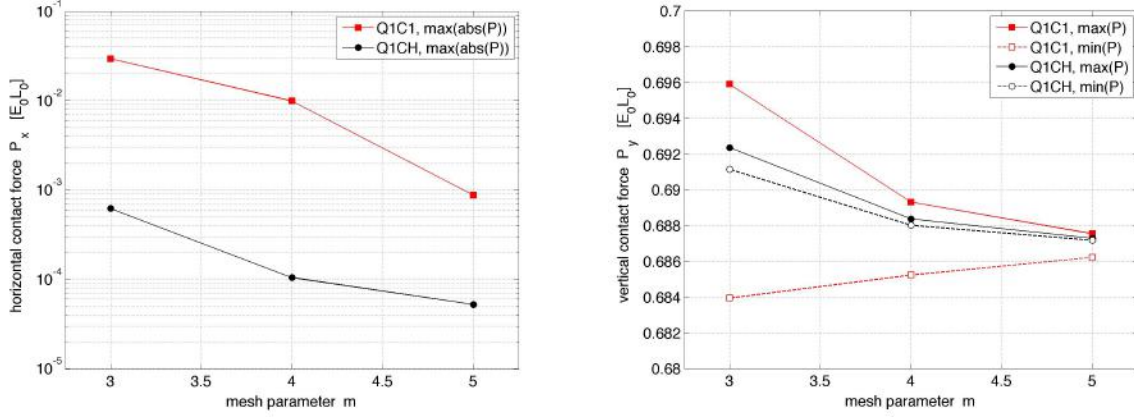 10^-1
10^-2
10^-3
10^-4
10^-5
horizontal contact force P_x [E_0L_0]
Q1C1, max(abs(P))
Q1CH, max(abs(P))
3
3.5
4
4.5
5
mesh parameter m
0.7
0.698
0.696
0.694
0.692
0.69
0.688
0.686
0.684
0.682
0.68
vertical contact force P_y [E_0L_0]
Q1C1, max(P)
Q1C1, min(P)
Q1CH, max(P)
Q1CH, min(P)
3
3.5
4
4.5
5
mesh parameter m